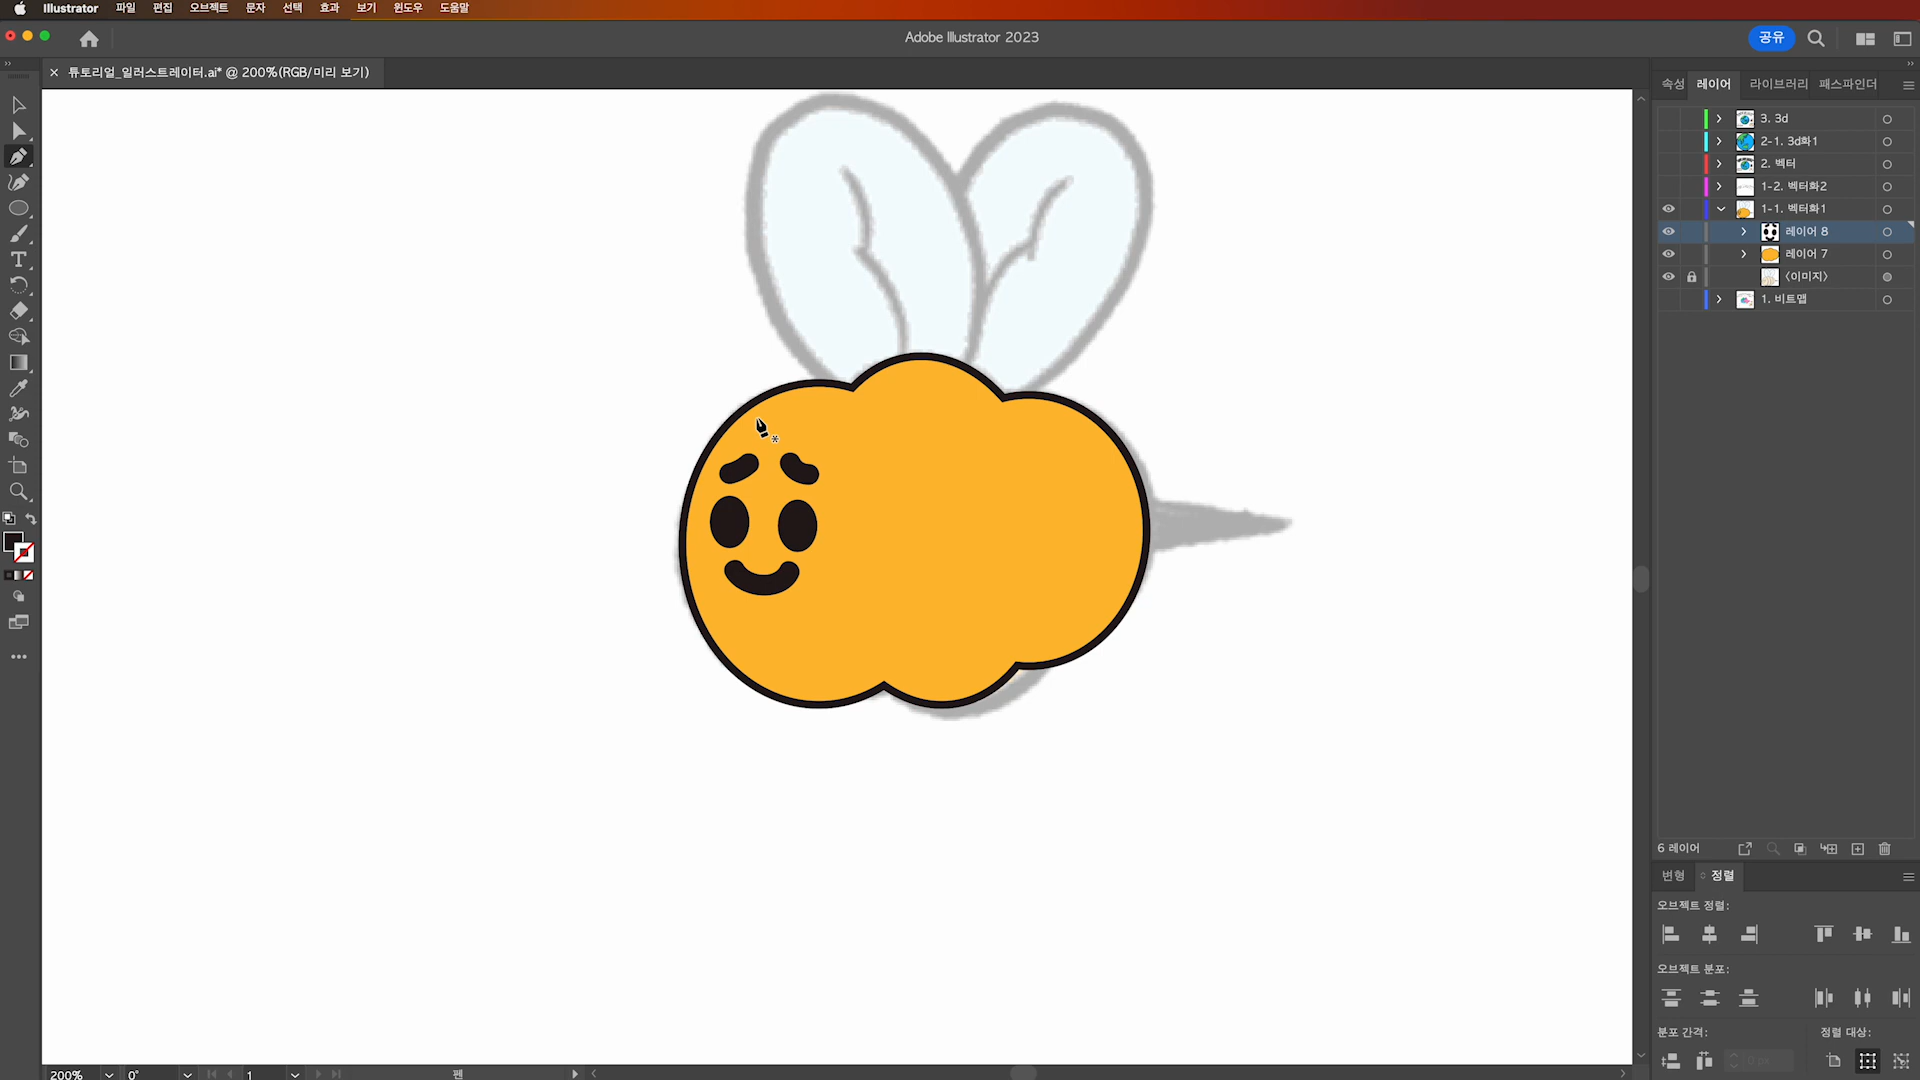 Illustrator 파일 편집 오브젝트 문자 선택 효과 보기 윈도우 도움말
Adobe Illustrator 2023
공유
튜토리얼_일러스트레이터.ai* @ 200%(RGB/미리 보기)
속성 레이어 라이브러리 패스파인더
3. 3d
2-1. 3d화1
2. 벡터
1-2. 벡터화2
1-1. 벡터화1
레이어 8
레이어 7
<이미지>
1. 비트맵
6 레이어
변형 정렬
오브젝트 정렬:
오브젝트 분포:
분포 간격: 정렬 대상:
0 px
200% 0° 1 펜